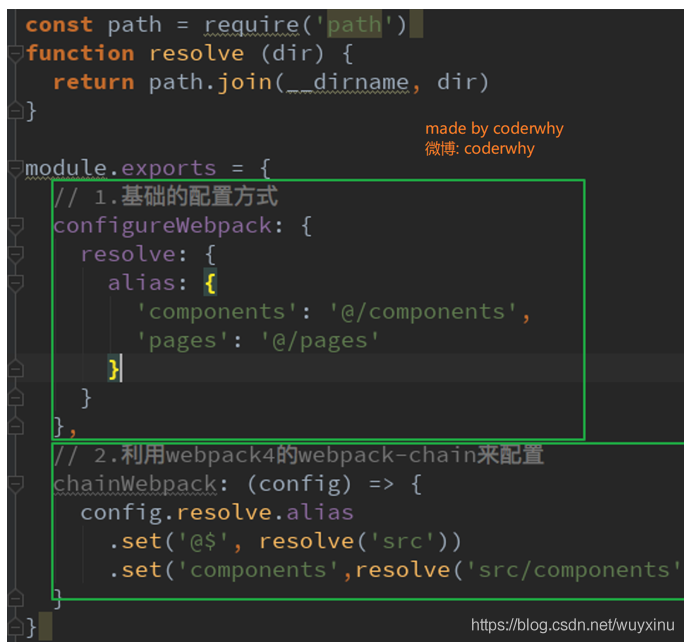 const path = require('path')
function resolve (dir) {
  return path.join(__dirname, dir)
}
made by coderwhy
微博: coderwhy
module.exports = {
  // 1.基础的配置方式
  configureWebpack: {
    resolve: {
      alias: {
        'components': '@/components',
        'pages': '@/pages'
      }
    }
  },
  // 2.利用webpack4的webpack-chain来配置
  chainWebpack: (config) => {
    config.resolve.alias
      .set('@$', resolve('src'))
      .set('components',resolve('src/components'
  }
}
https://blog.csdn.net/wuyxinu